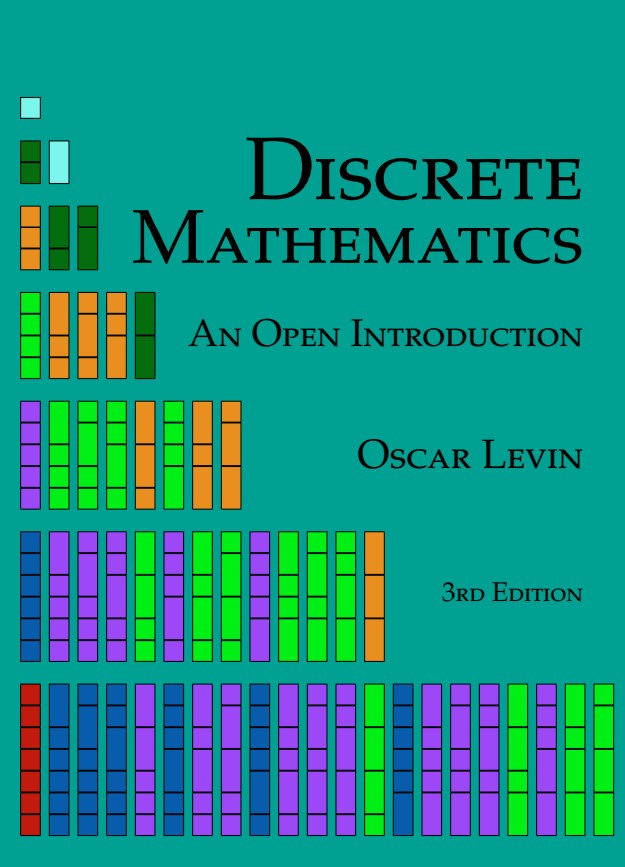 Discrete
Mathematics
An Open Introduction
Oscar Levin
3rd Edition